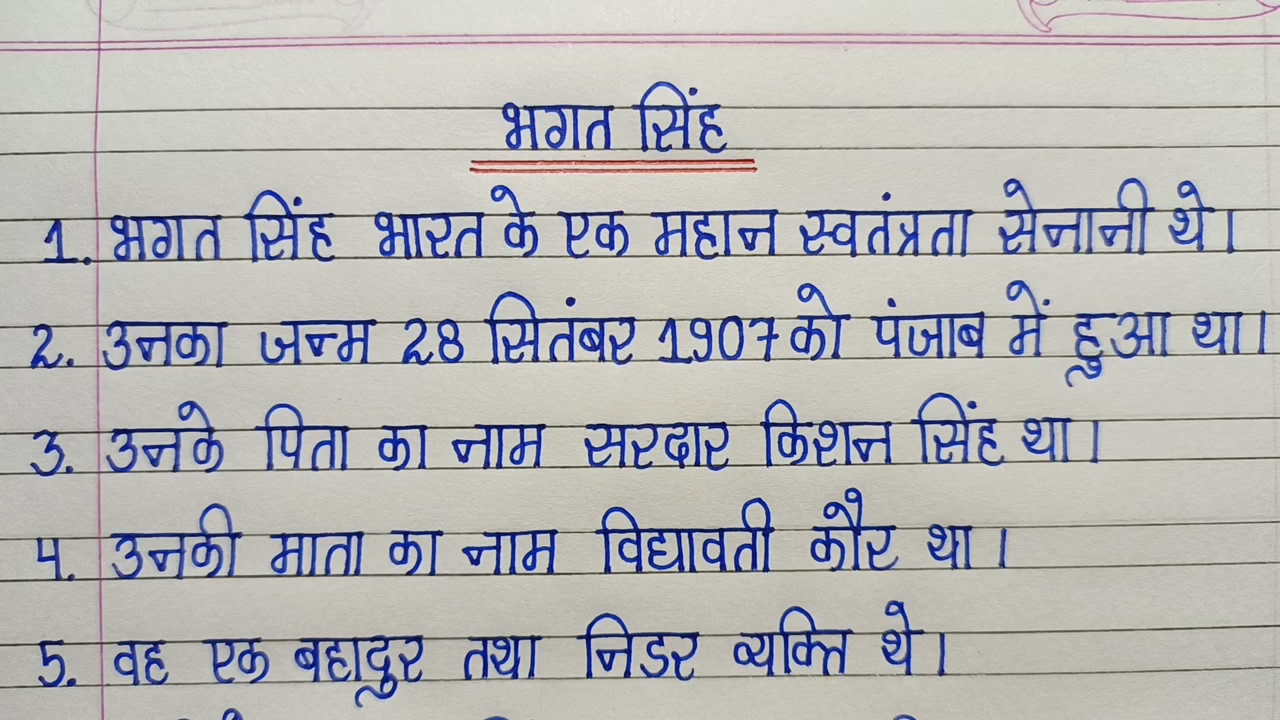 भगत सिंह
1. भगत सिंह भारत के एक महान स्वतंत्रता सेनानी थे।
2. उनका जन्म 28 सितंबर 1907 को पंजाब में हुआ था।
3. उनके पिता का नाम सरदार किशन सिंह था।
4. उनकी माता का नाम विद्यावती कौर था।
5. वह एक बहादुर तथा निडर व्यक्ति थे।